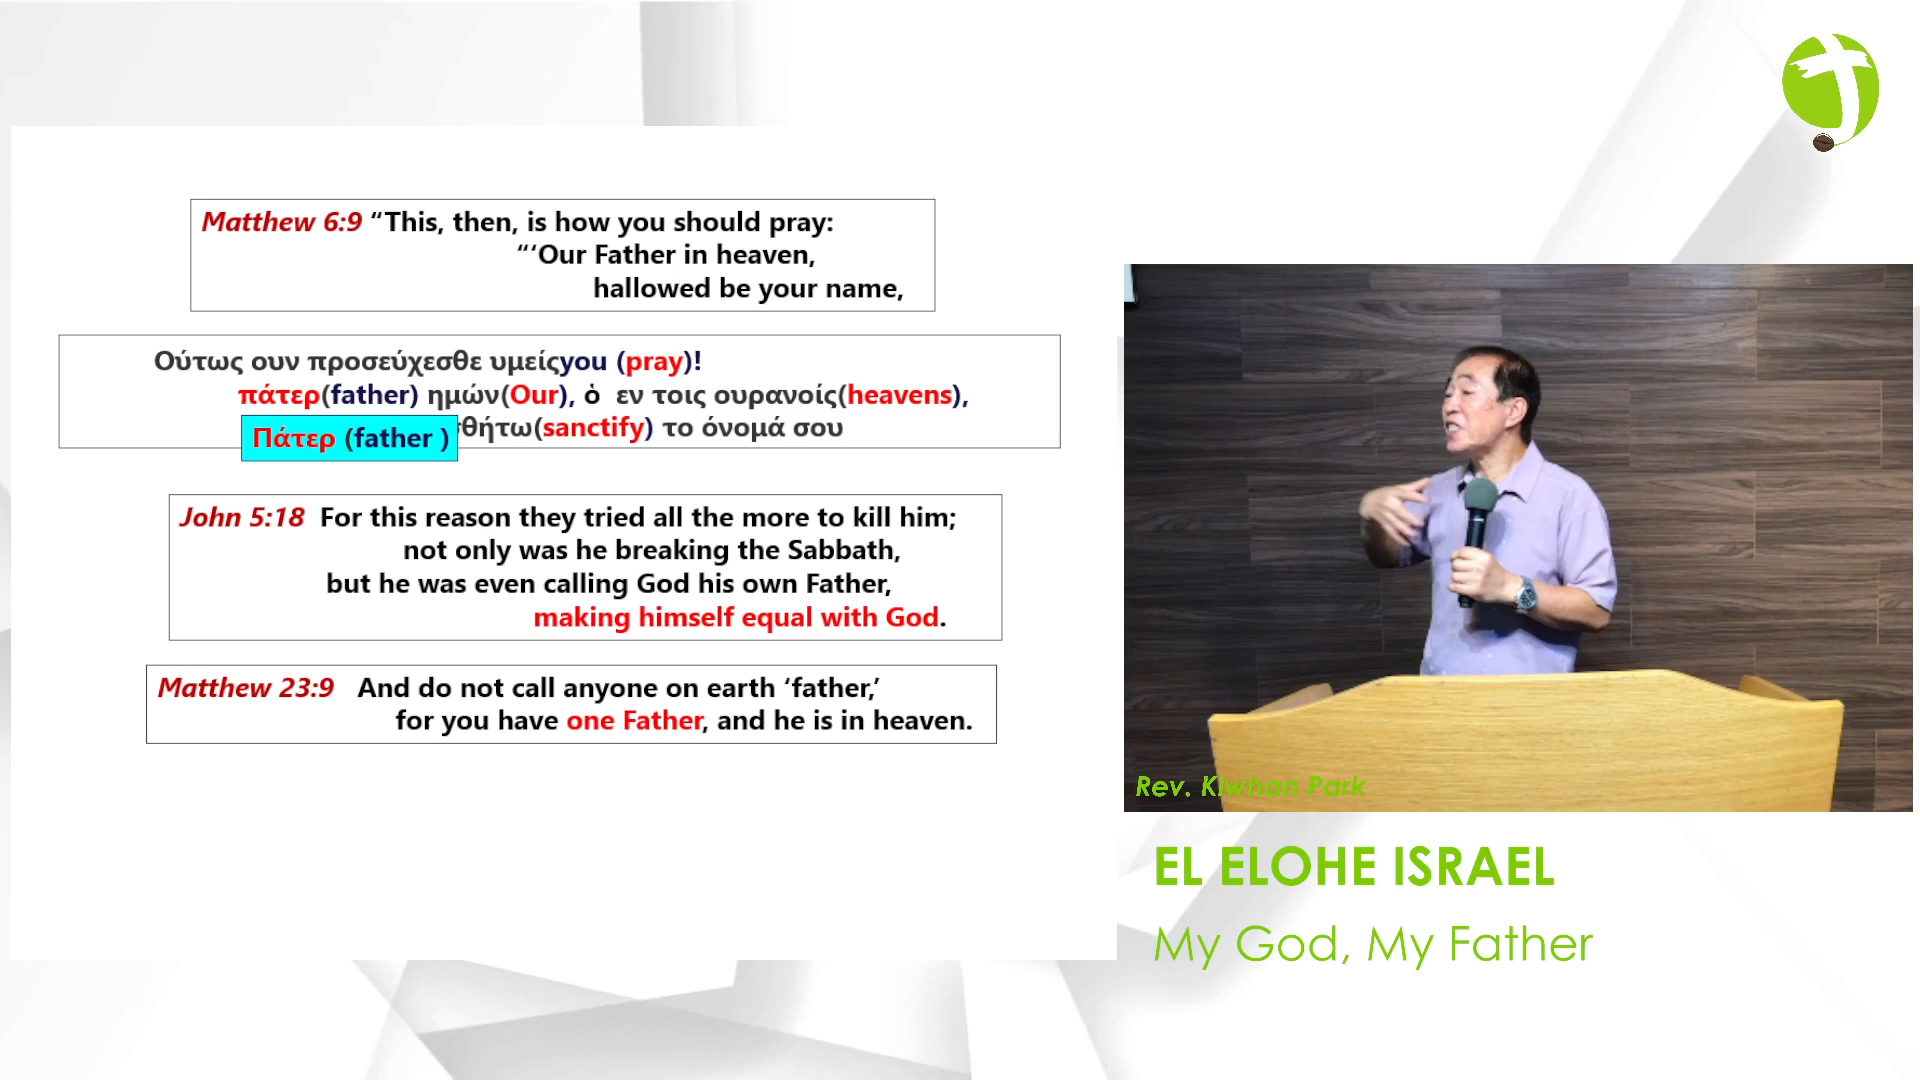 Matthew 6:9 “This, then, is how you should pray:
“‘Our Father in heaven,
hallowed be your name,
Ούτως ουν προσεύχεσθε υμείςyou (pray)!
πάτερ(father) ημών(Our), ὁ εν τοις ουρανοίς(heavens),
σθήτω(sanctify) το όνομά σου
Πάτερ (father )
John 5:18 For this reason they tried all the more to kill him;
not only was he breaking the Sabbath,
but he was even calling God his own Father,
making himself equal with God.
Matthew 23:9 And do not call anyone on earth ‘father,’
for you have one Father, and he is in heaven.
Rev. Kiwhan Park
EL ELOHE ISRAEL
My God, My Father